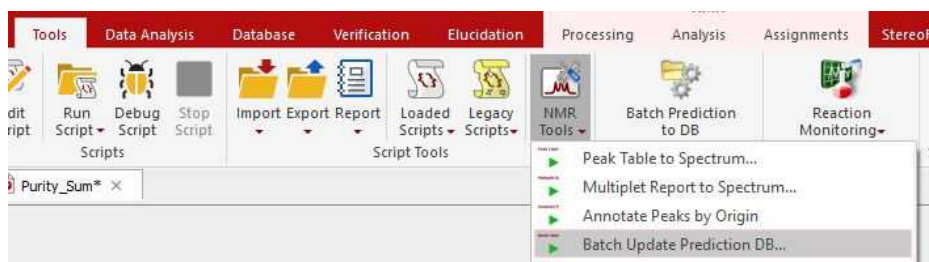 Tools Data Analysis Database Verification Elucidation Processing Analysis Assignments
Run Debug Stop Import Export Report Loaded Legacy NMR Batch Prediction Reaction
Script Script Script Scripts Scripts Tools to DB Monitoring
Scripts Script Tools
Purity_Sum*
Peak Table to Spectrum...
Multiplet Report to Spectrum...
Annotate Peaks by Origin
Batch Update Prediction DB...